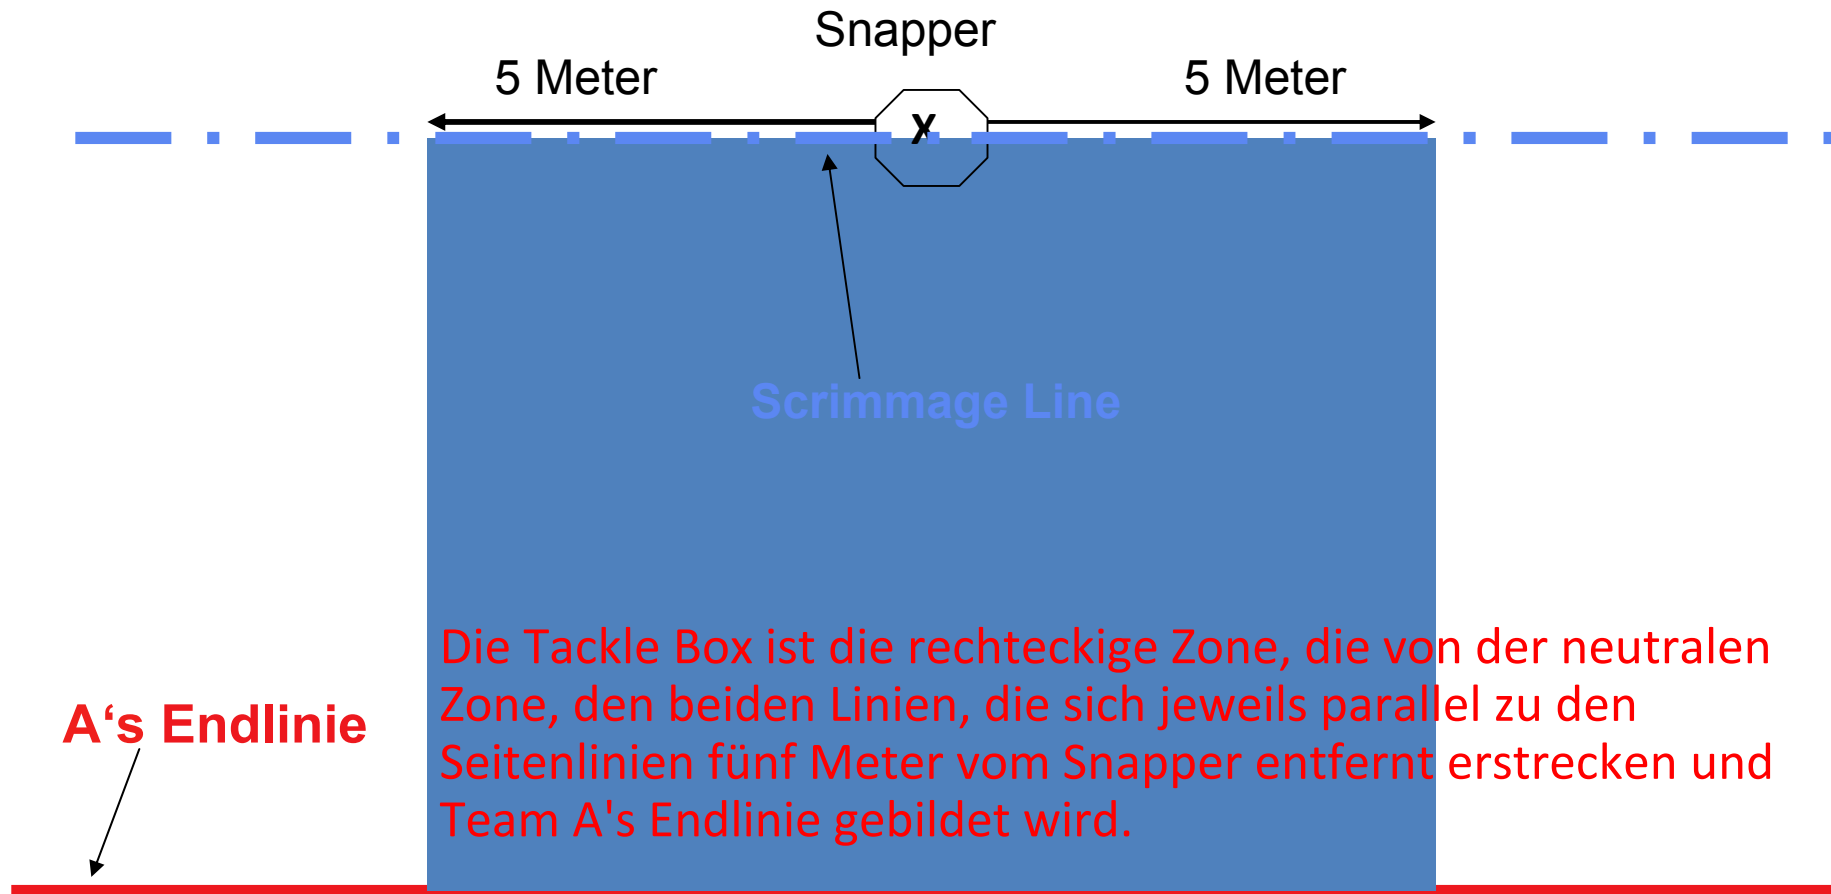 Snapper
5 Meter
5 Meter
X
Scrimmage Line
Die Tackle Box ist die rechteckige Zone, die von der neutralen
Zone, den beiden Linien, die sich jeweils parallel zu den
Seitenlinien fünf Meter vom Snapper entfernt erstrecken und
Team A's Endlinie gebildet wird.
A‘s Endlinie